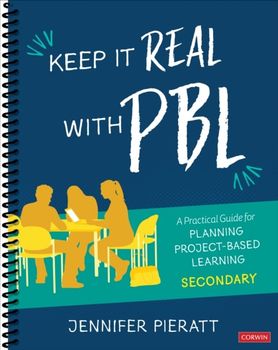 KEEP IT REAL
WITH PBL
A Practical Guide for
PLANNING
PROJECT-BASED
LEARNING
SECONDARY
JENNIFER PIERATT
CORWIN